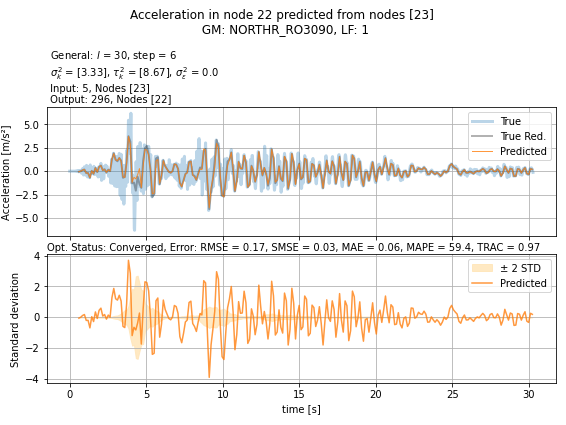 Acceleration in node 22 predicted from nodes [23]
GM: NORTHR_RO3090, LF: 1
General: l = 30, step = 6
σ²ₖ = [3.33], τ²ₖ = [8.67], σ²ε = 0.0
Input: 5, Nodes [23]
Output: 296, Nodes [22]
Acceleration [m/s²]
5.0
2.5
0.0
−2.5
−5.0
True
True Red.
Predicted
Opt. Status: Converged, Error: RMSE = 0.17, SMSE = 0.03, MAE = 0.06, MAPE = 59.4, TRAC = 0.97
Standard deviation
4
2
0
−2
−4
± 2 STD
Predicted
0 5 10 15 20 25 30
time [s]